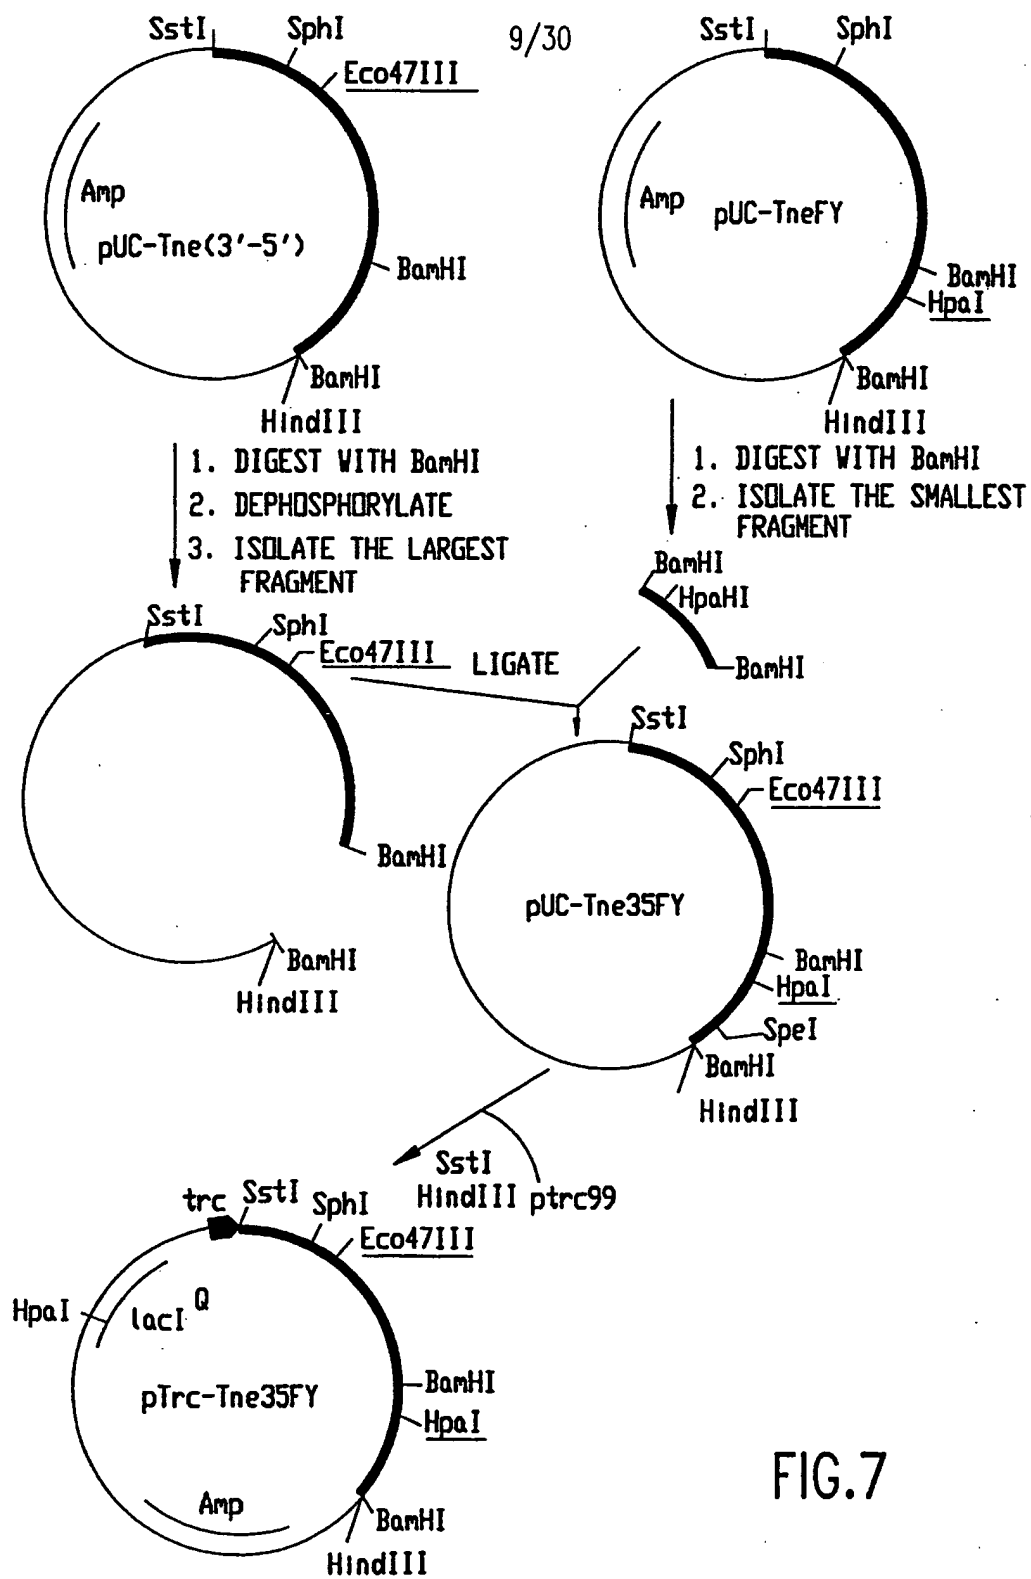 9/30
SstI
SphI
Eco47III
Amp
pUC-Tne(3'-5')
BamHI
BamHI
HindIII
SstI
SphI
Amp
pUC-TneFY
BamHI
HpaI
BamHI
HindIII
1. DIGEST WITH BamHI
2. DEPHOSPHORYLATE
3. ISOLATE THE LARGEST
FRAGMENT
1. DIGEST WITH BamHI
2. ISOLATE THE SMALLEST
FRAGMENT
BamHI
HpaHI
BamHI
SstI
SphI
Eco47III
LIGATE
BamHI
BamHI
HindIII
SstI
SphI
Eco47III
pUC-Tne35FY
BamHI
HpaI
SpeI
BamHI
HindIII
SstI
HindIII
ptrc99
trc
SstI
SphI
Eco47III
HpaI
lacI Q
pTrc-Tne35FY
BamHI
HpaI
Amp
BamHI
HindIII
FIG.7